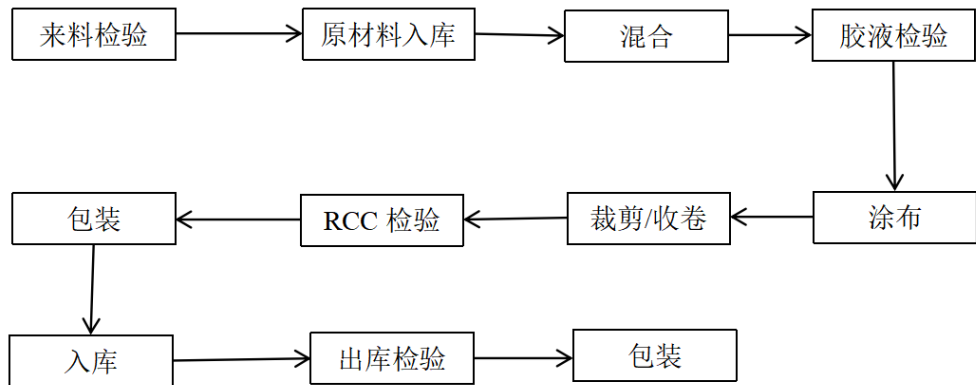 来料检验
原材料入库
混合
胶液检验
涂布
裁剪/收卷
RCC 检验
包装
入库
出库检验
包装